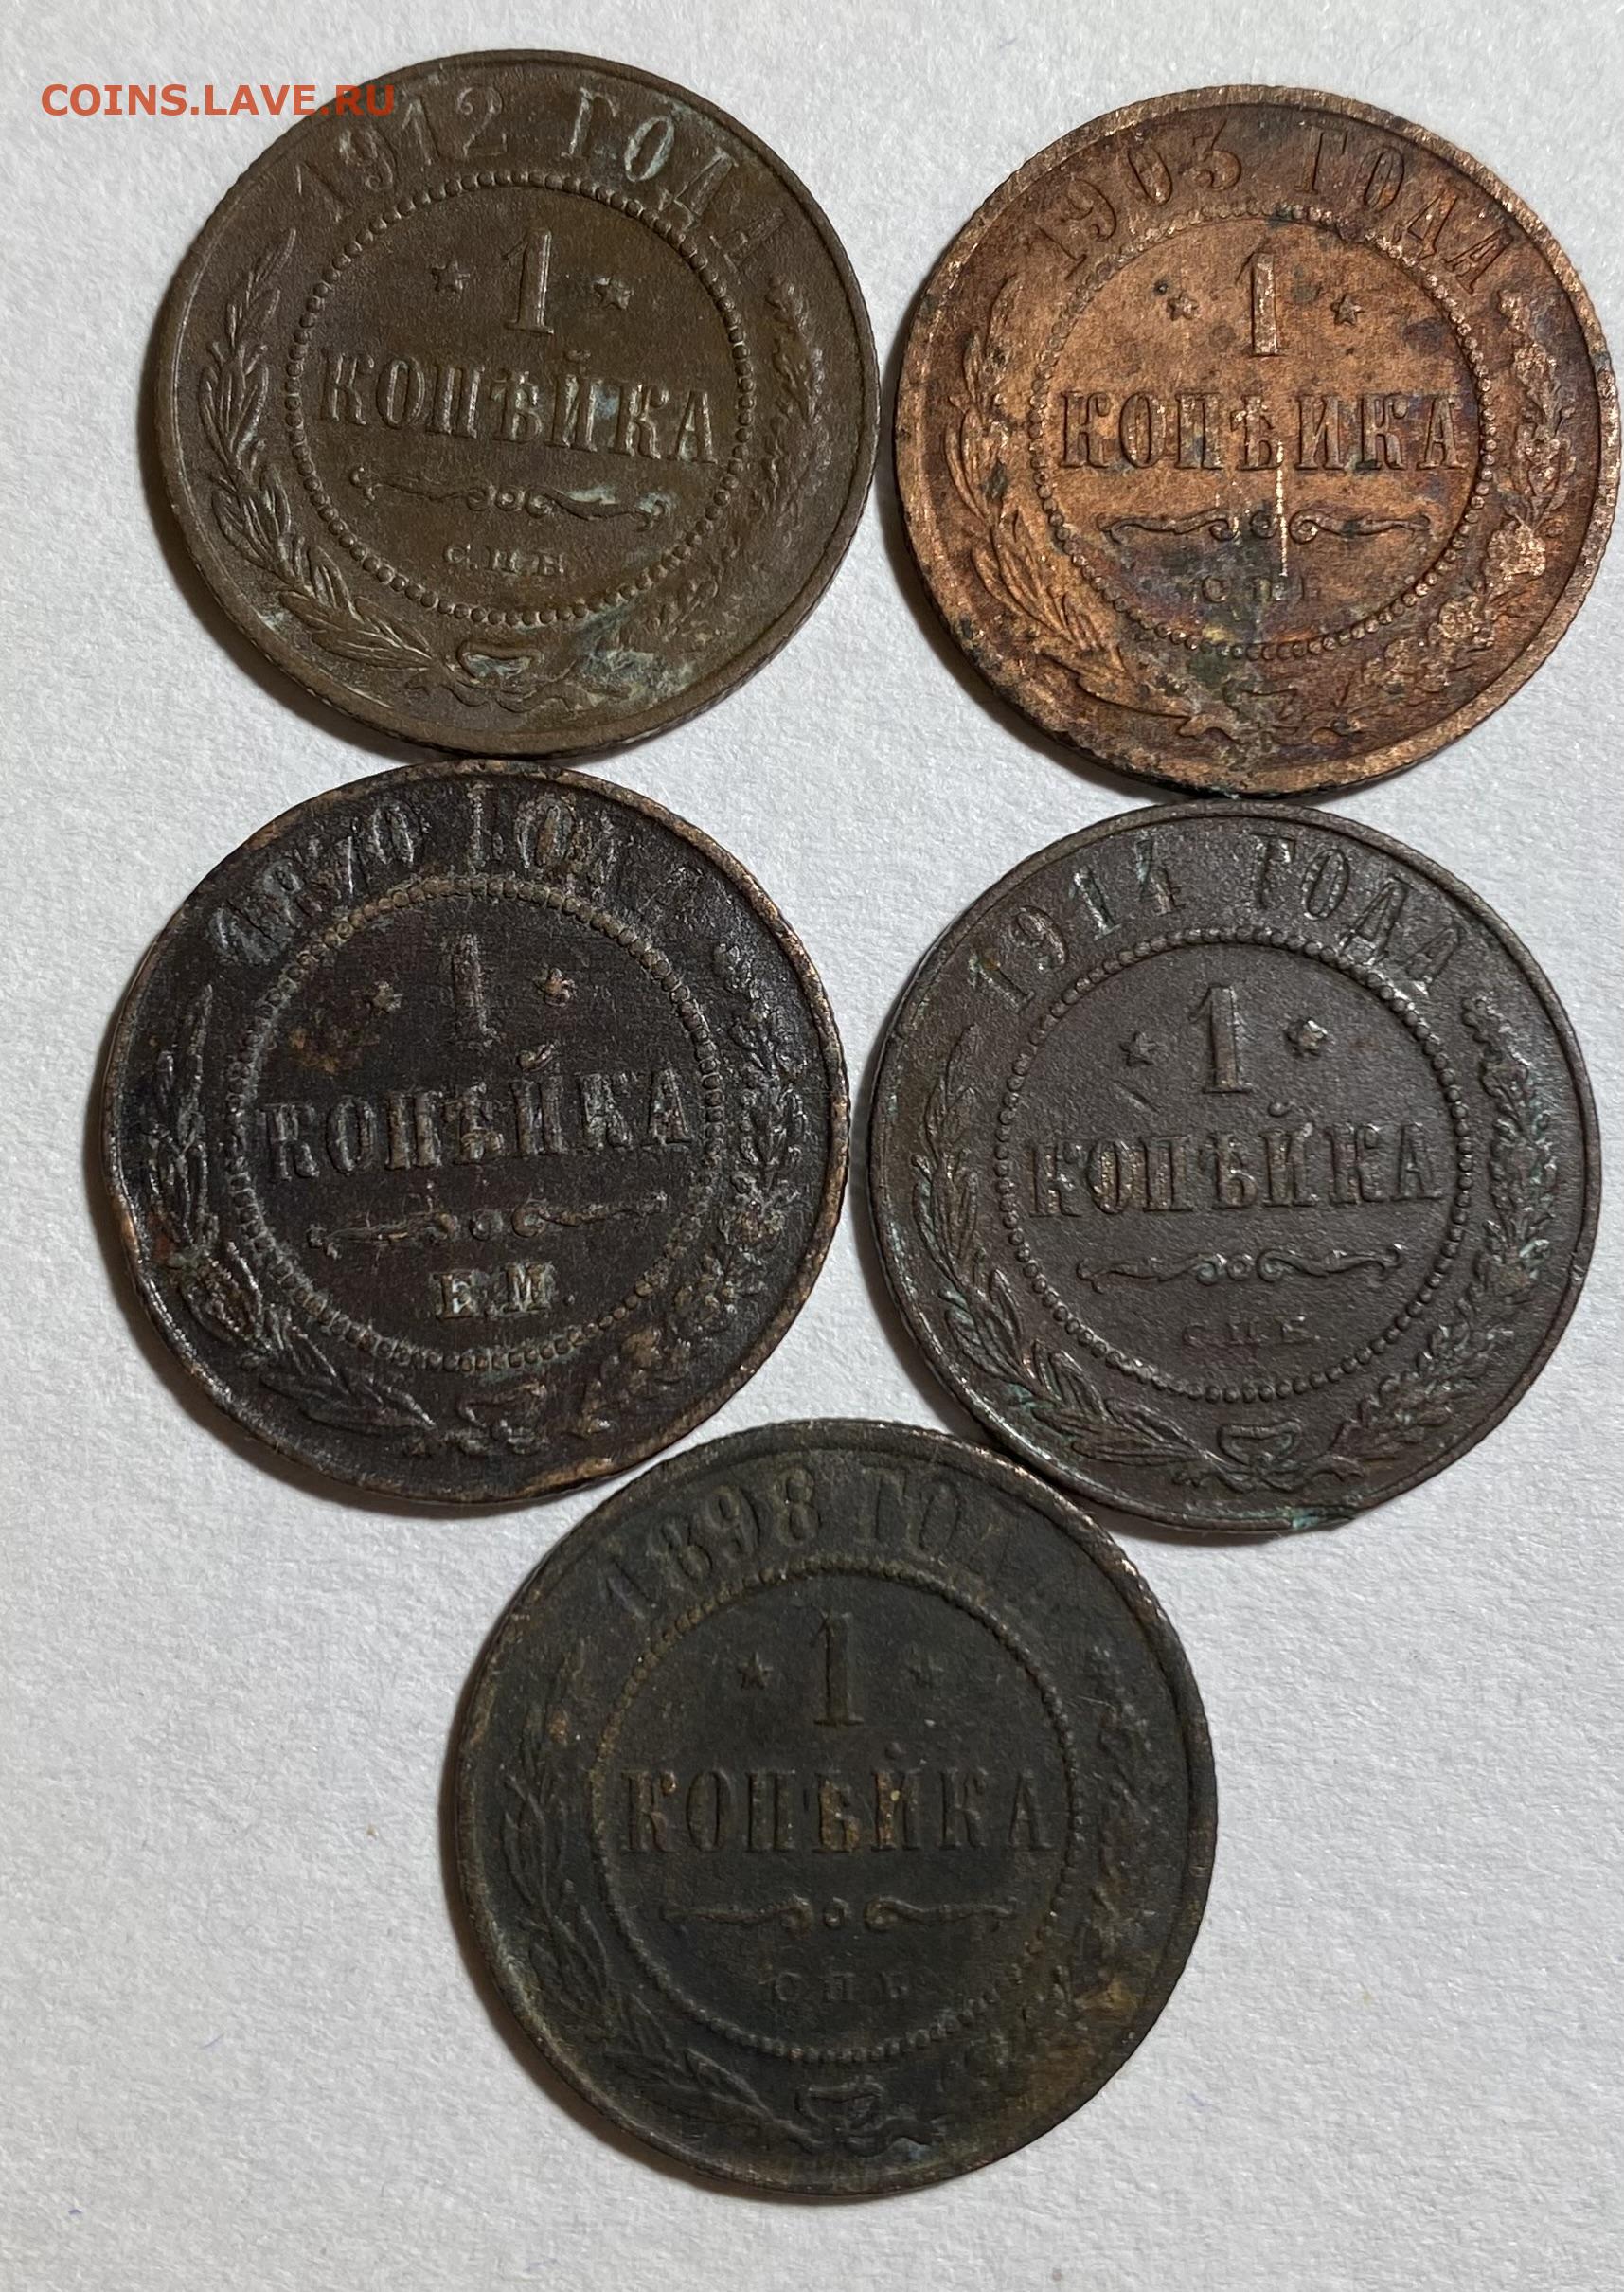 COINS.LAVE.RU
1912 ГОДА
1
КОПѢЙКА
С.П.Б.
1903 ГОДА
1
КОПѢЙКА
С.П.Б.
1870 ГОДА
1
КОПѢЙКА
Е.М.
1914 ГОДА
1
КОПѢЙКА
С.П.Б.
1898 ГОДА
1
КОПѢЙКА
С.П.Б.